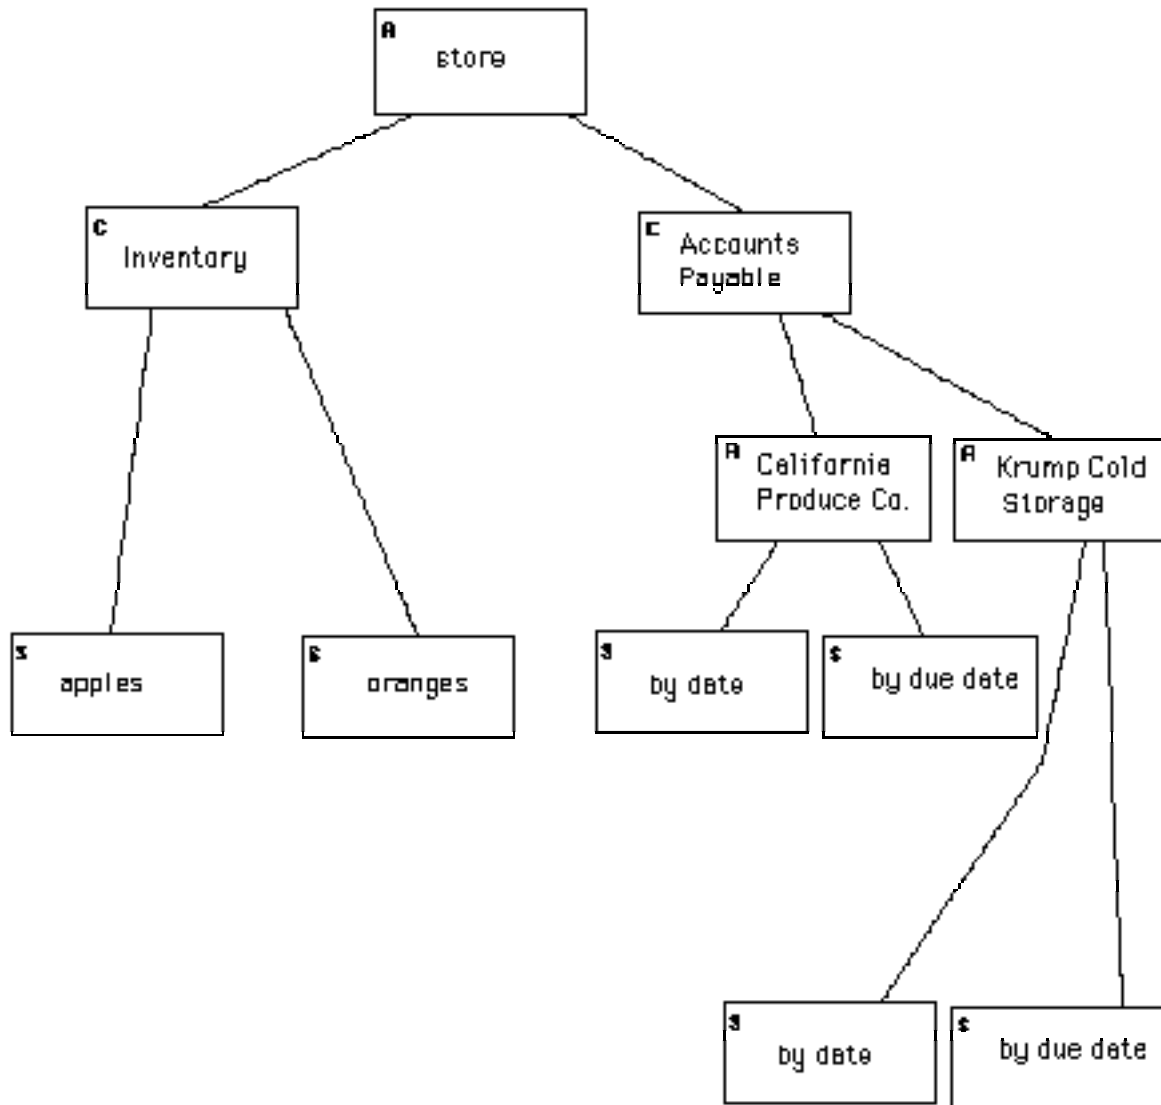 A
store
C
Inventory
C
Accounts
Payable
A
California
Produce Co.
A
Krump Cold
Storage
S
apples
S
oranges
S
by date
S
by due date
S
by date
S
by due date